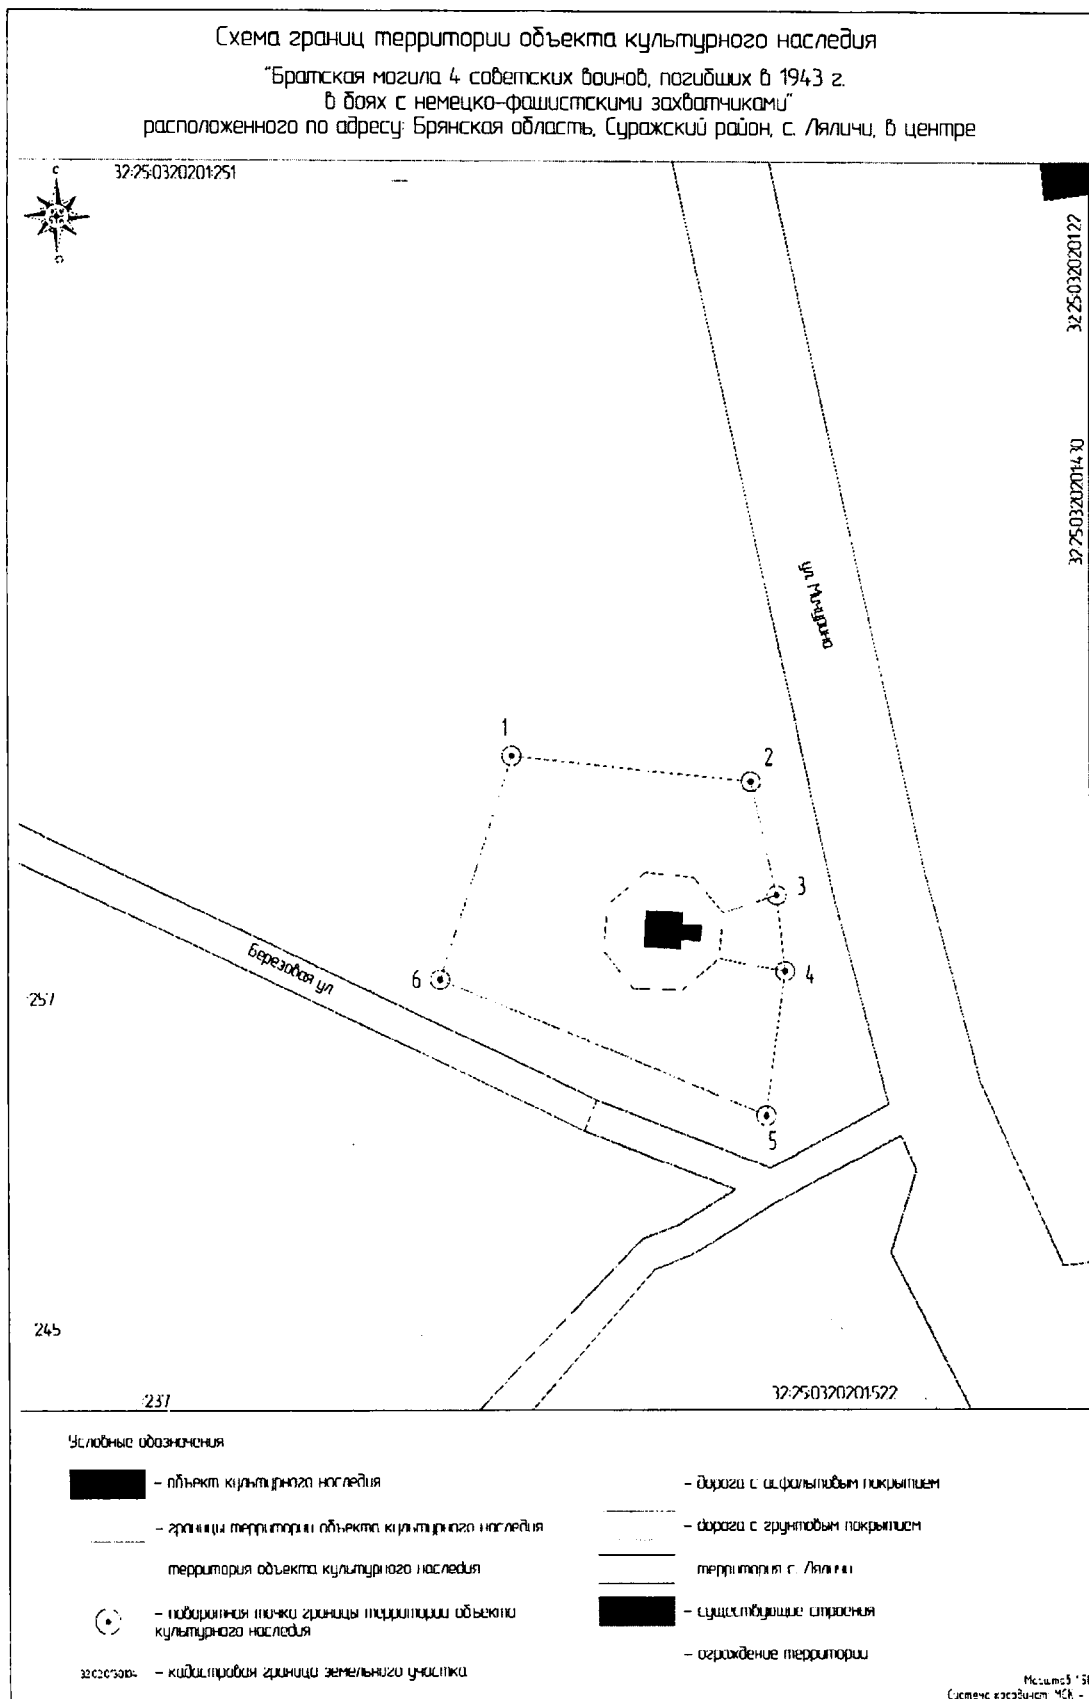 Схема границ территории объекта культурного наследия
"Братская могила 4 советских воинов, погибших в 1943 г.
в боях с немецко-фашистскими захватчиками"
расположенного по адресу: Брянская область, Суражский район, с. Ляличи, в центре
С
32:25:0320201:251
32:25:0320201:22
32:25:0320201:430
ул Мичурина
1
2
3
4
5
6
Березовая ул
:257
:245
:237
32:25:0320201:522
Условные обозначения
– объект культурного наследия
– границы территории объекта культурного наследия
территория объекта культурного наследия
– поворотная точка границы территории объекта
культурного наследия
– кадастровая граница земельного участка
– дорога с асфальтовым покрытием
– дорога с грунтовым покрытием
территория с. Ляличи
– существующие строения
– ограждение территории
Масштаб
Система координат МСК -